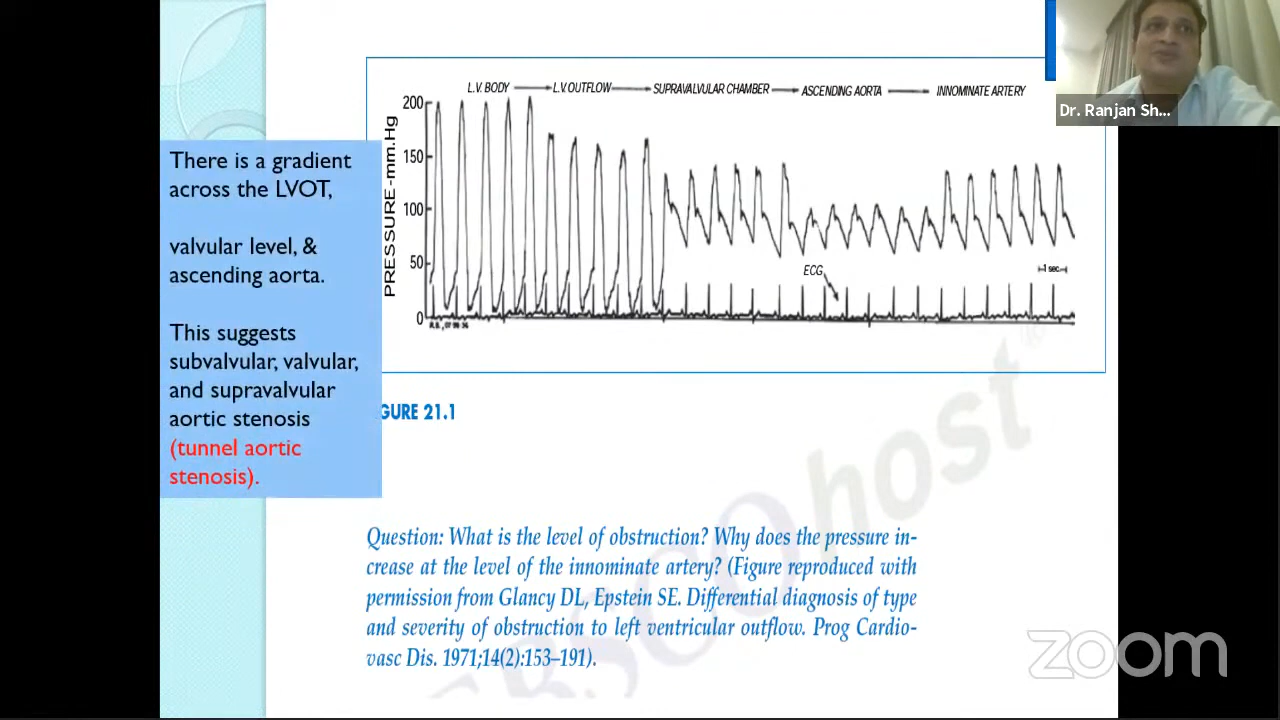 Dr. Ranjan Sh...
There is a gradient
across the LVOT,
valvular level, &
ascending aorta.
This suggests
subvalvular, valvular,
and supravalvular
aortic stenosis
(tunnel aortic
stenosis).
L.V. BODY L.V. OUTFLOW SUPRAVALVULAR CHAMBER ASCENDING AORTA INNOMINATE ARTERY
PRESSURE-mm.Hg
200
150
100
50
0
ECG
1 sec.
GURE 21.1
Question: What is the level of obstruction? Why does the pressure in-
crease at the level of the innominate artery? (Figure reproduced with
permission from Glancy DL, Epstein SE. Differential diagnosis of type
and severity of obstruction to left ventricular outflow. Prog Cardio-
vasc Dis. 1971;14(2):153–191).
host
zoom